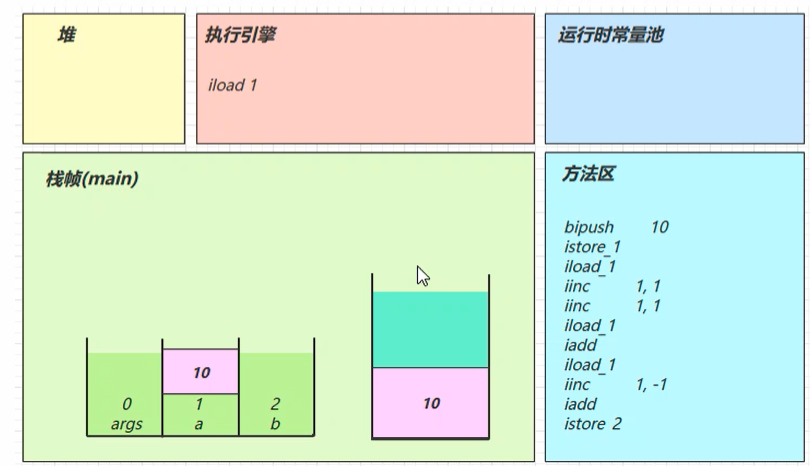 堆
执行引擎
iload 1
运行时常量池
栈帧(main)
10
0 1 2
args a b
10
方法区
bipush 10
istore_1
iload_1
iinc 1, 1
iinc 1, 1
iload_1
iadd
iload_1
iinc 1, -1
iadd
istore 2